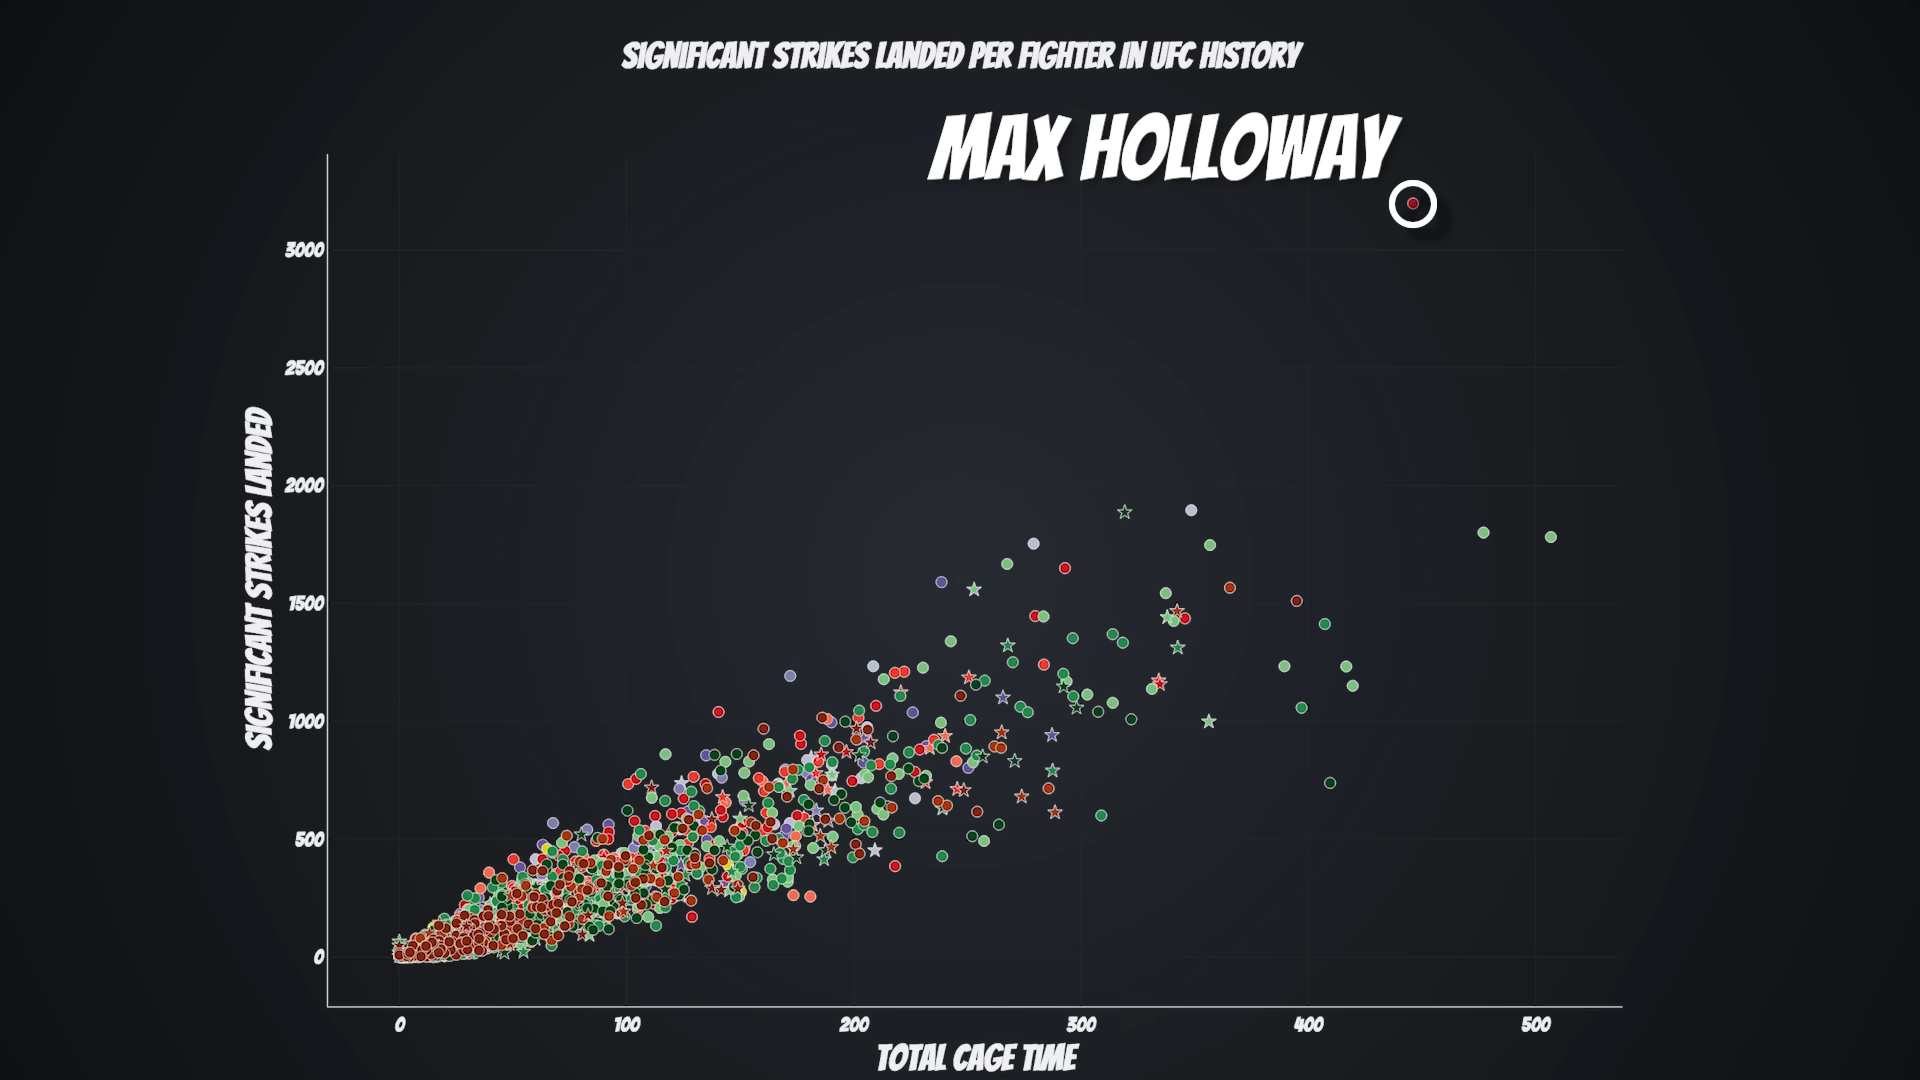 SIGNIFICANT STRIKES LANDED PER FIGHTER IN UFC HISTORY
MAX HOLLOWAY
3000
2500
2000
1500
1000
500
0
SIGNIFICANT STRIKES LANDED
0 100 200 300 400 500
TOTAL CAGE TIME